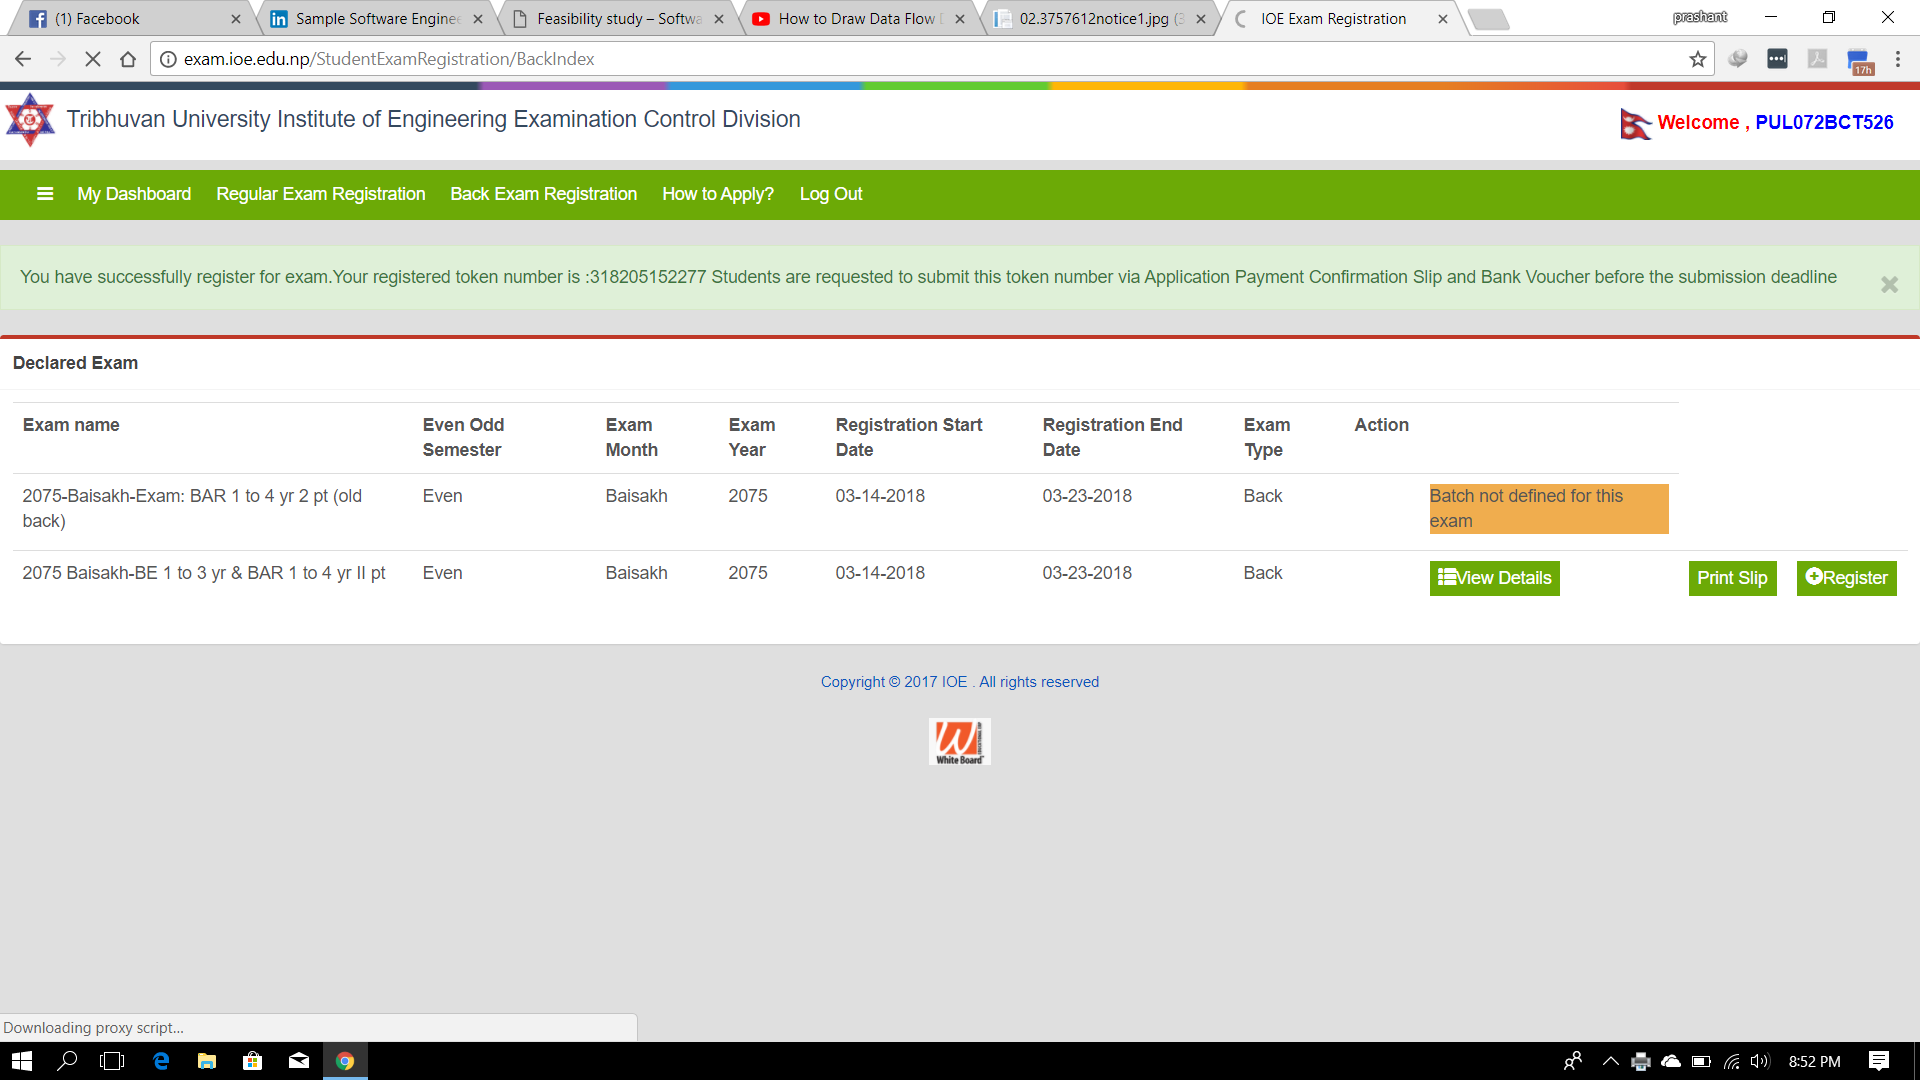 (1) Facebook
Sample Software Enginee
Feasibility study – Softwa
How to Draw Data Flow D
02.3757612notice1.jpg (3
IOE Exam Registration
prashant
exam.ioe.edu.np/StudentExamRegistration/BackIndex
17h
Tribhuvan University Institute of Engineering Examination Control Division
Welcome , PUL072BCT526
My Dashboard Regular Exam Registration Back Exam Registration How to Apply? Log Out
You have successfully register for exam.Your registered token number is :318205152277 Students are requested to submit this token number via Application Payment Confirmation Slip and Bank Voucher before the submission deadline
Declared Exam
Exam name
Even Odd
Semester
Exam
Month
Exam
Year
Registration Start
Date
Registration End
Date
Exam
Type
Action
2075-Baisakh-Exam: BAR 1 to 4 yr 2 pt (old
back)
Even
Baisakh
2075
03-14-2018
03-23-2018
Back
Batch not defined for this
exam
2075 Baisakh-BE 1 to 3 yr & BAR 1 to 4 yr II pt
Even
Baisakh
2075
03-14-2018
03-23-2018
Back
View Details
Print Slip
Register
Copyright © 2017 IOE . All rights reserved
White Board
Downloading proxy script...
8:52 PM